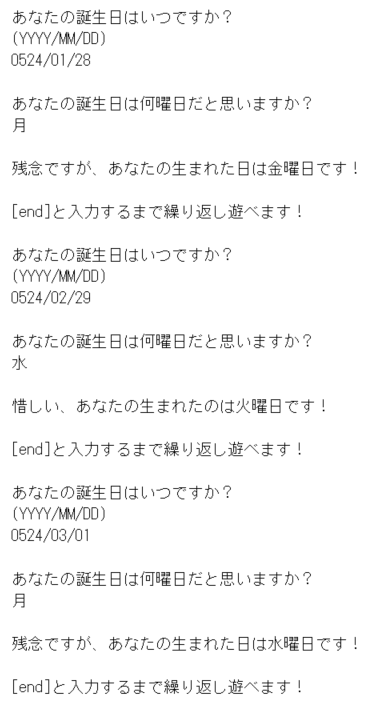 あなたの誕生日はいつですか？
(YYYY/MM/DD)
0524/01/28
あなたの誕生日は何曜日だと思いますか？
月
残念ですが、あなたの生まれた日は金曜日です！
[end]と入力するまで繰り返し遊べます！
あなたの誕生日はいつですか？
(YYYY/MM/DD)
0524/02/29
あなたの誕生日は何曜日だと思いますか？
水
惜しい、あなたの生まれたのは火曜日です！
[end]と入力するまで繰り返し遊べます！
あなたの誕生日はいつですか？
(YYYY/MM/DD)
0524/03/01
あなたの誕生日は何曜日だと思いますか？
月
残念ですが、あなたの生まれた日は水曜日です！
[end]と入力するまで繰り返し遊べます！